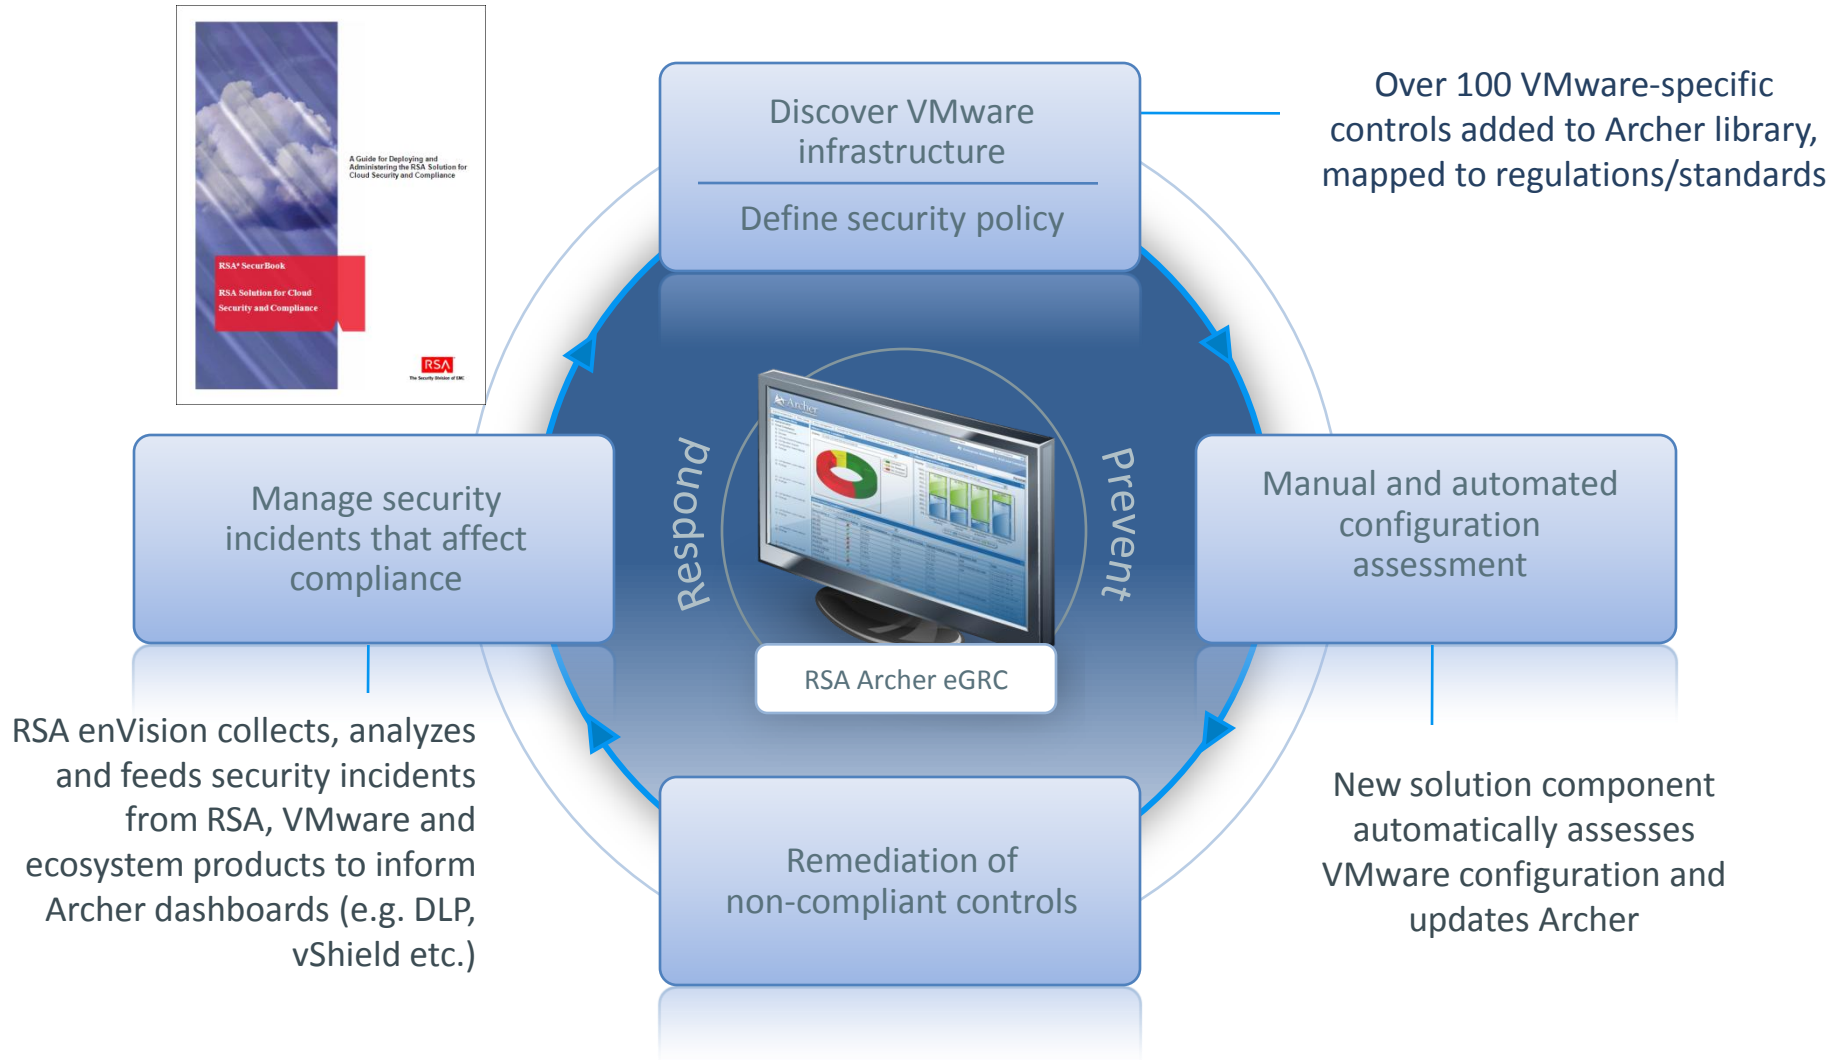 A Guide for Deploying and
Administering the RSA Solution for
Cloud Security and Compliance
RSA® SecurBook
RSA Solution for Cloud
Security and Compliance
RSA
The Security Division of EMC
Discover VMware
infrastructure
Define security policy
Over 100 VMware-specific
controls added to Archer library,
mapped to regulations/standards
Respond
Archer
Prevent
RSA Archer eGRC
Manage security
incidents that affect
compliance
Manual and automated
configuration
assessment
RSA enVision collects, analyzes
and feeds security incidents
from RSA, VMware and
ecosystem products to inform
Archer dashboards (e.g. DLP,
vShield etc.)
Remediation of
non-compliant controls
New solution component
automatically assesses
VMware configuration and
updates Archer